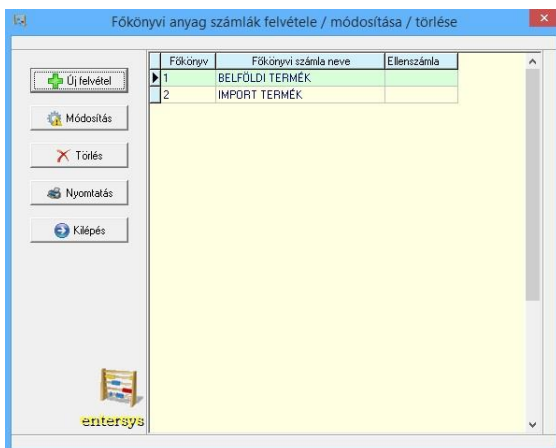 Főkönyvi anyag számlák felvétele / módosítása / törlése
Új felvétel
Módosítás
Törlés
Nyomtatás
Kilépés
Főkönyv Főkönyvi számla neve Ellenszámla
1 BELFÖLDI TERMÉK
2 IMPORT TERMÉK
entersys